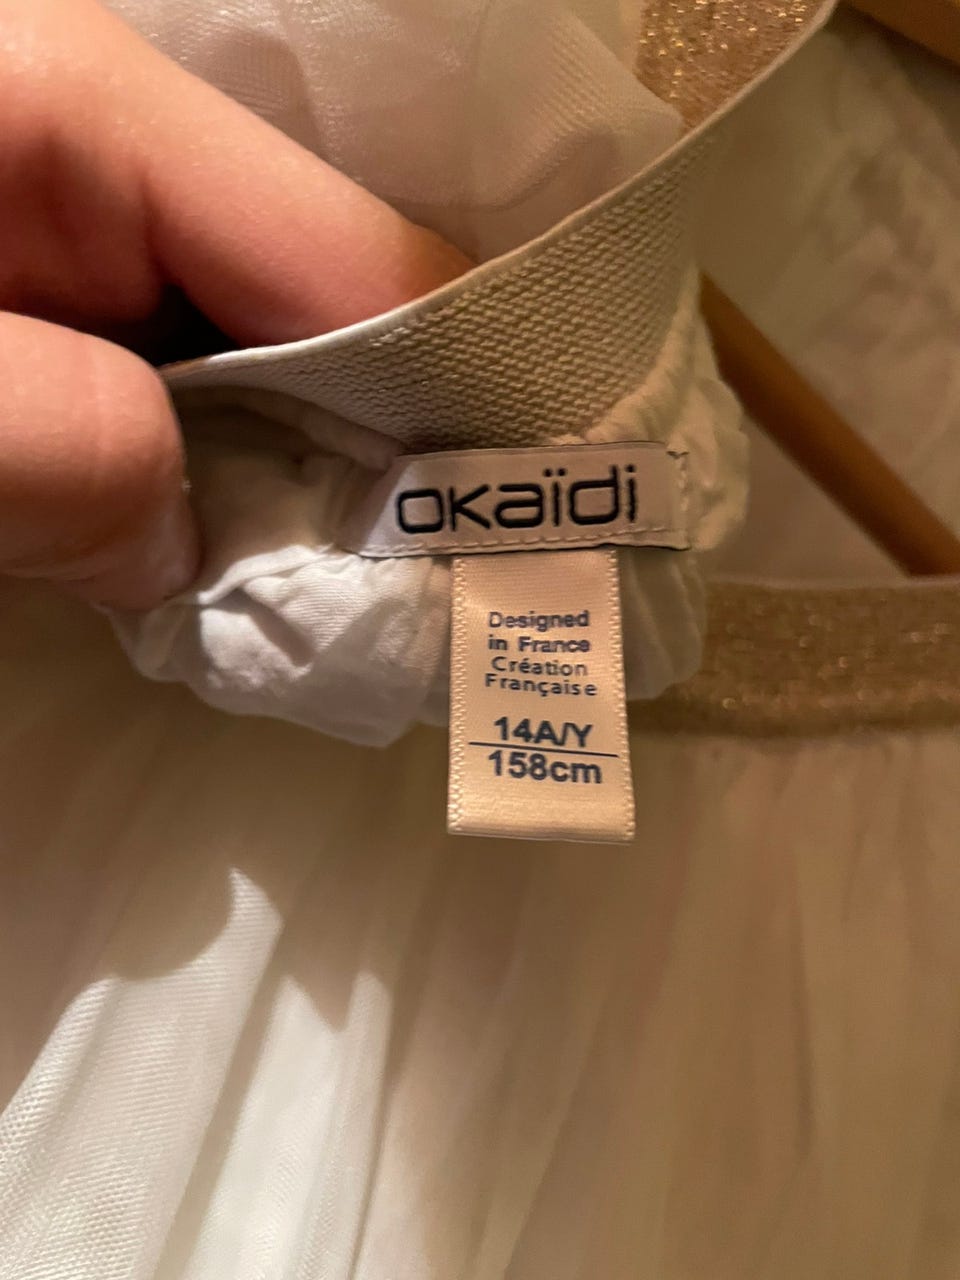 okaïdi
Designed
in France
Création
Française
14A/Y
158cm